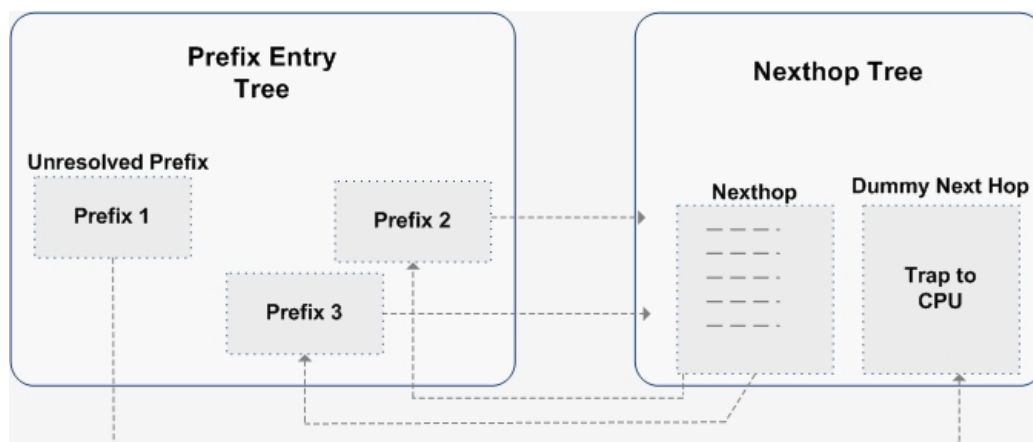 Prefix Entry
Tree
Nexthop Tree
Unresolved Prefix
Prefix 1
Prefix 2
Prefix 3
Nexthop
Dummy Next Hop
Trap to
CPU